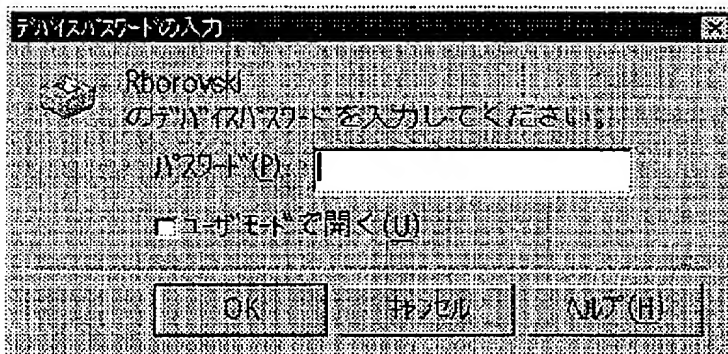 ﾃﾞﾊﾞｲｽﾊﾟｽﾜｰﾄﾞの入力
Rborovski
のﾃﾞﾊﾞｲｽﾊﾟｽﾜｰﾄﾞを入力してください。
ﾊﾟｽﾜｰﾄﾞ(P):
ﾕｰｻﾞﾓｰﾄﾞで開く(U)
OK ｷｬﾝｾﾙ ﾍﾙﾌﾟ(H)